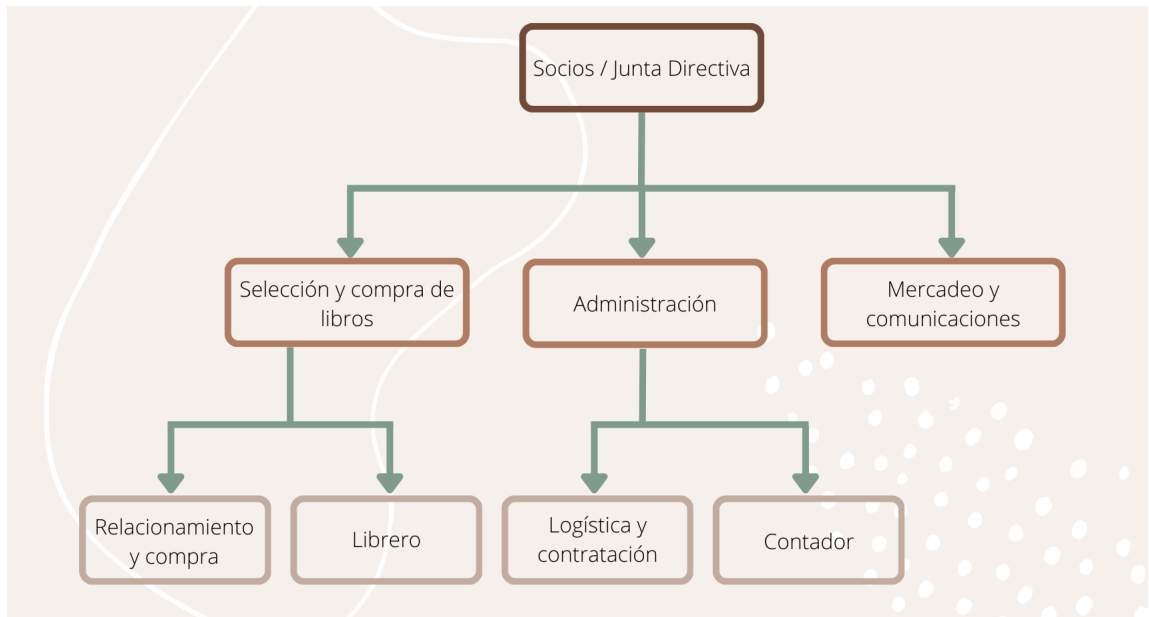 Socios / Junta Directiva
Selección y compra de
libros
Administración
Mercadeo y
comunicaciones
Relacionamiento
y compra
Librero
Logística y
contratación
Contador